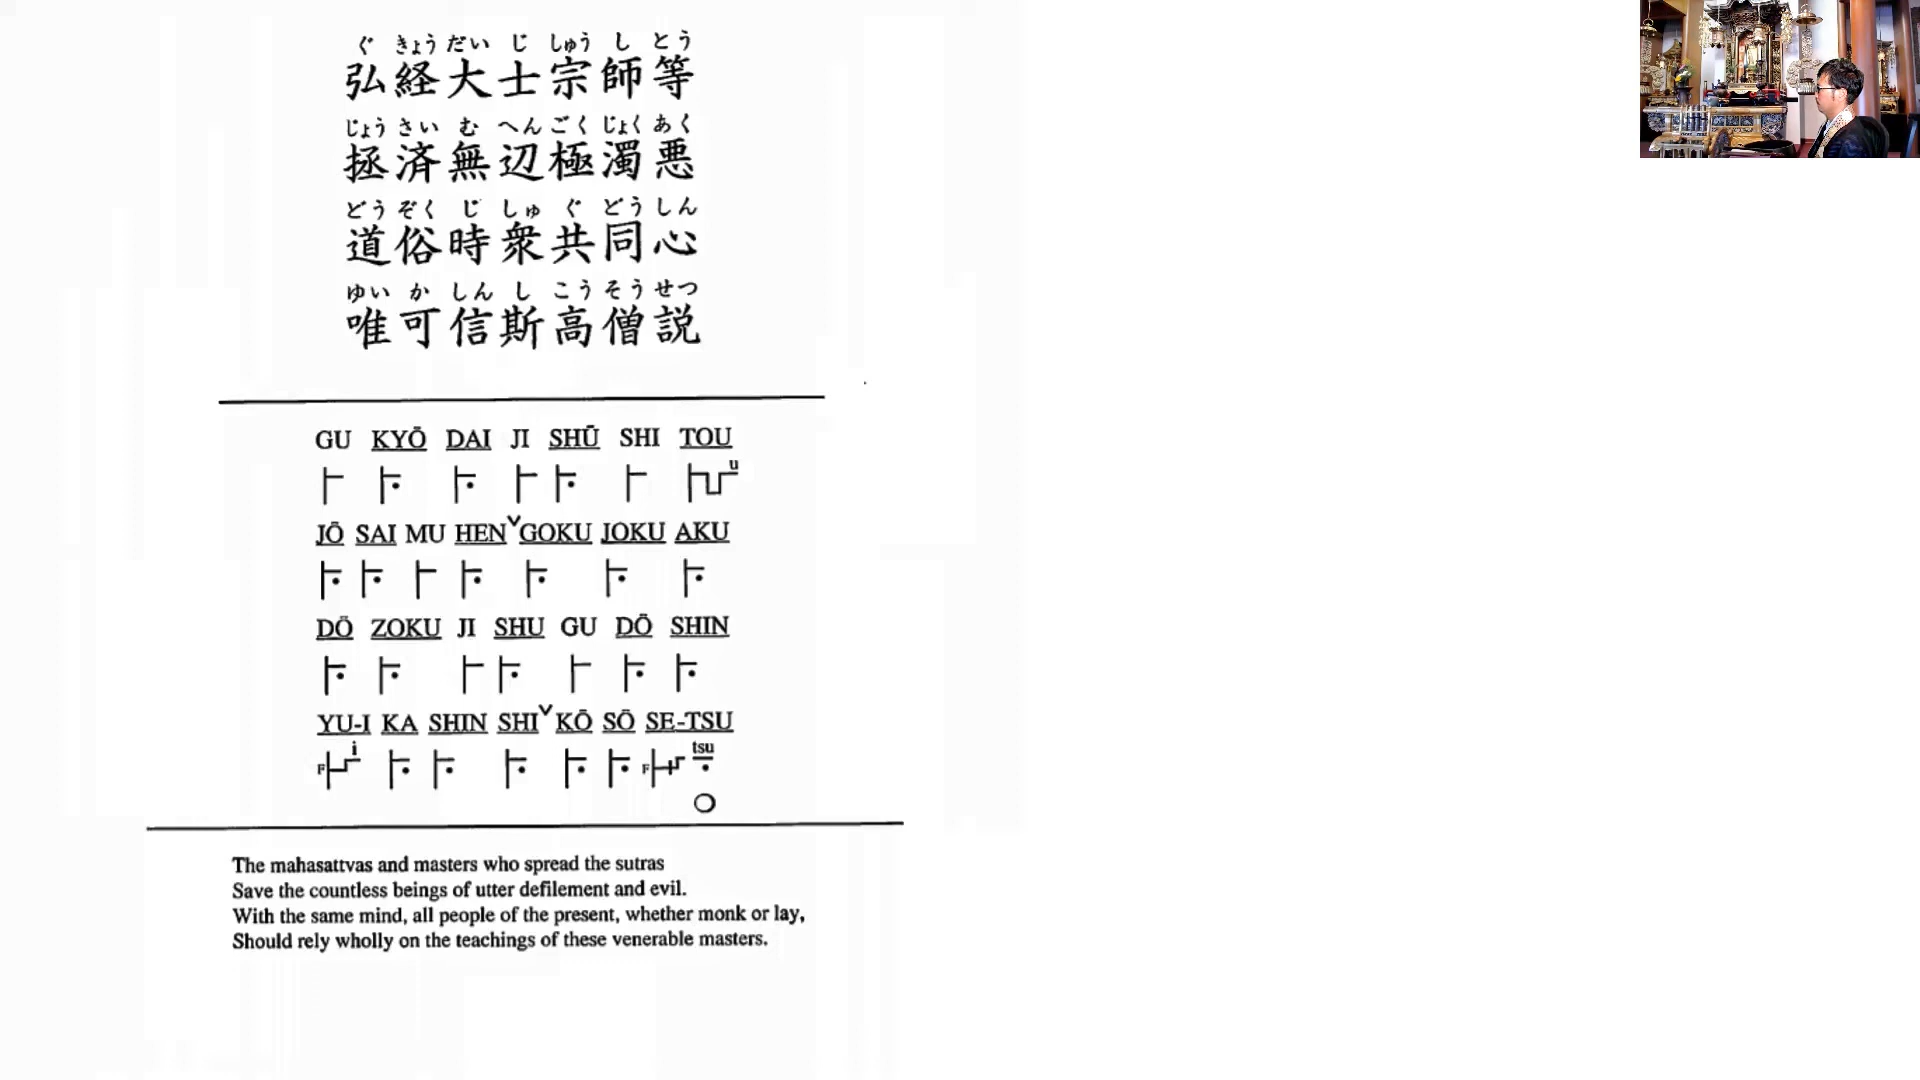 ぐ きょう だい じ しゅう し とう
弘経大士宗師等
じょう さい む へん ごく じょく あく
拯済無辺極濁悪
どう ぞく じ しゅ ぐ どう しん
道俗時衆共同心
ゆい か しん し こう そう せつ
唯可信斯高僧説
GU KYŌ DAI JI SHŪ SHI TOU
u
JŌ SAI MU HEN˅GOKU JOKU AKU
DŌ ZOKU JI SHU GU DŌ SHIN
YU-I KA SHIN SHI˅KŌ SŌ SE-TSU
F i F tsu
The mahasattvas and masters who spread the sutras
Save the countless beings of utter defilement and evil.
With the same mind, all people of the present, whether monk or lay,
Should rely wholly on the teachings of these venerable masters.